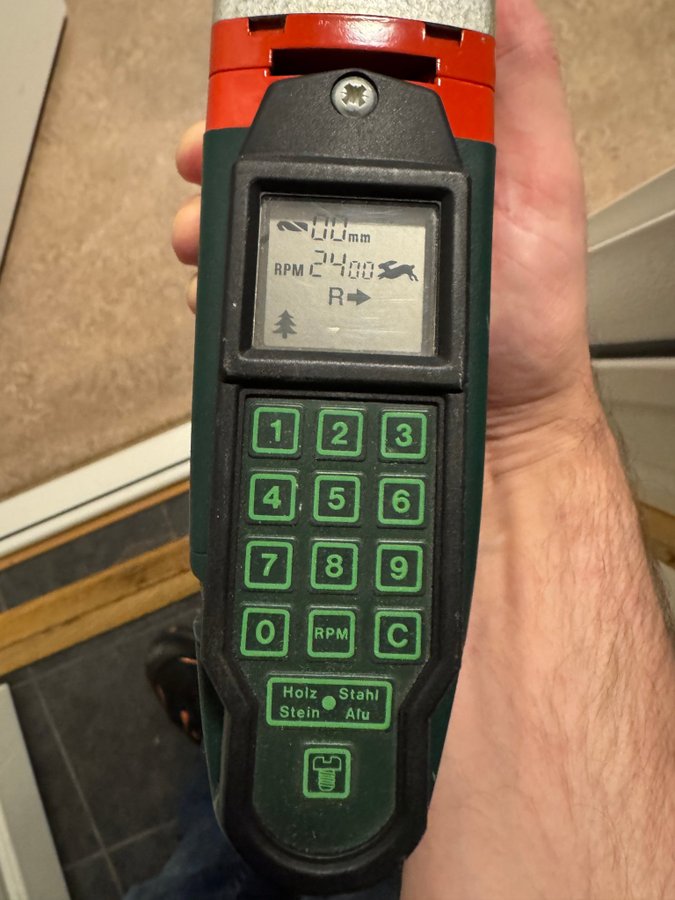 00mm
RPM 2400
R
1 2 3
4 5 6
7 8 9
0 RPM C
Holz Stahl
Stein Alu